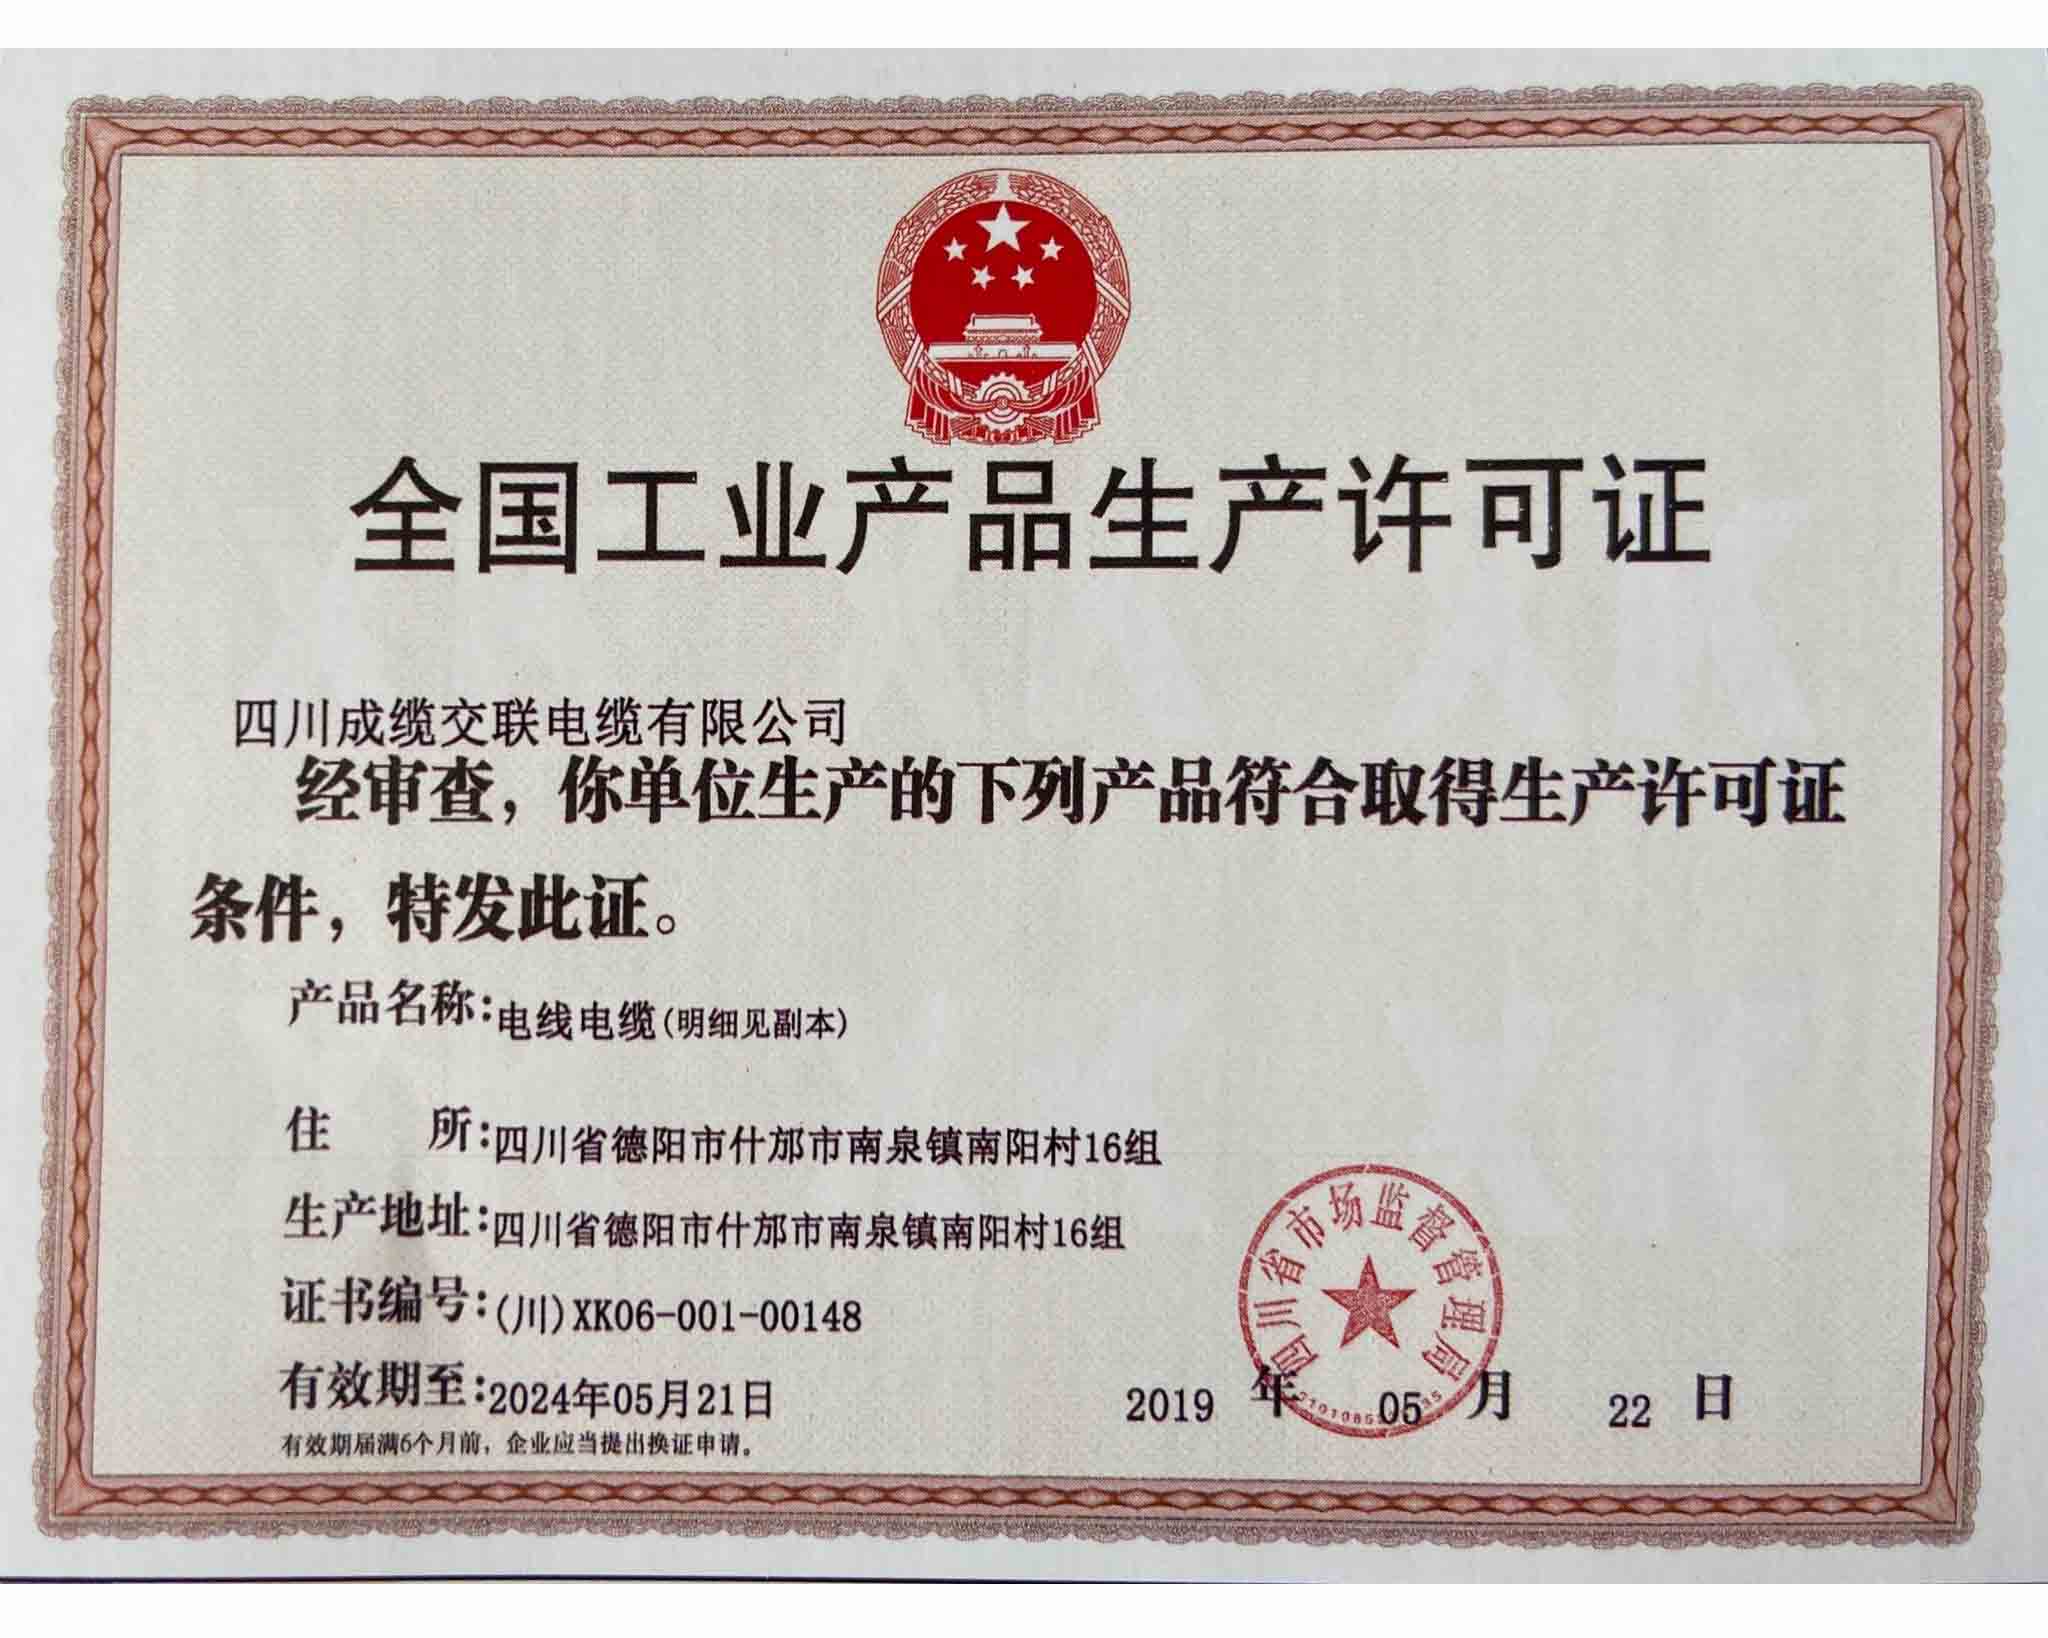 全国工业产品生产许可证
四川成缆交联电缆有限公司
经审查，你单位生产的下列产品符合取得生产许可证
条件，特发此证。
产品名称：电线电缆(明细见副本)
住 所：四川省德阳市什邡市南泉镇南阳村16组
生产地址：四川省德阳市什邡市南泉镇南阳村16组
证书编号：(川)XK06-001-00148
有效期至：2024年05月21日
有效期届满6个月前，企业应当提出换证申请。
四川省市场监督管理局
2019 年 05 月 22 日